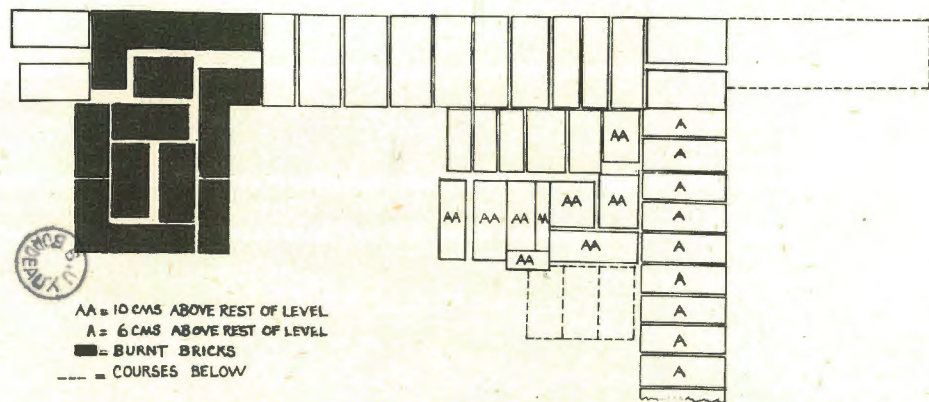 A
AA
A
A
AA AA AA AA AA AA
A
AA
A
AA
A
A
A
A
BORDEAUX
AA = 10 CMS ABOVE REST OF LEVEL
A = 6 CMS ABOVE REST OF LEVEL
= BURNT BRICKS
--- = COURSES BELOW